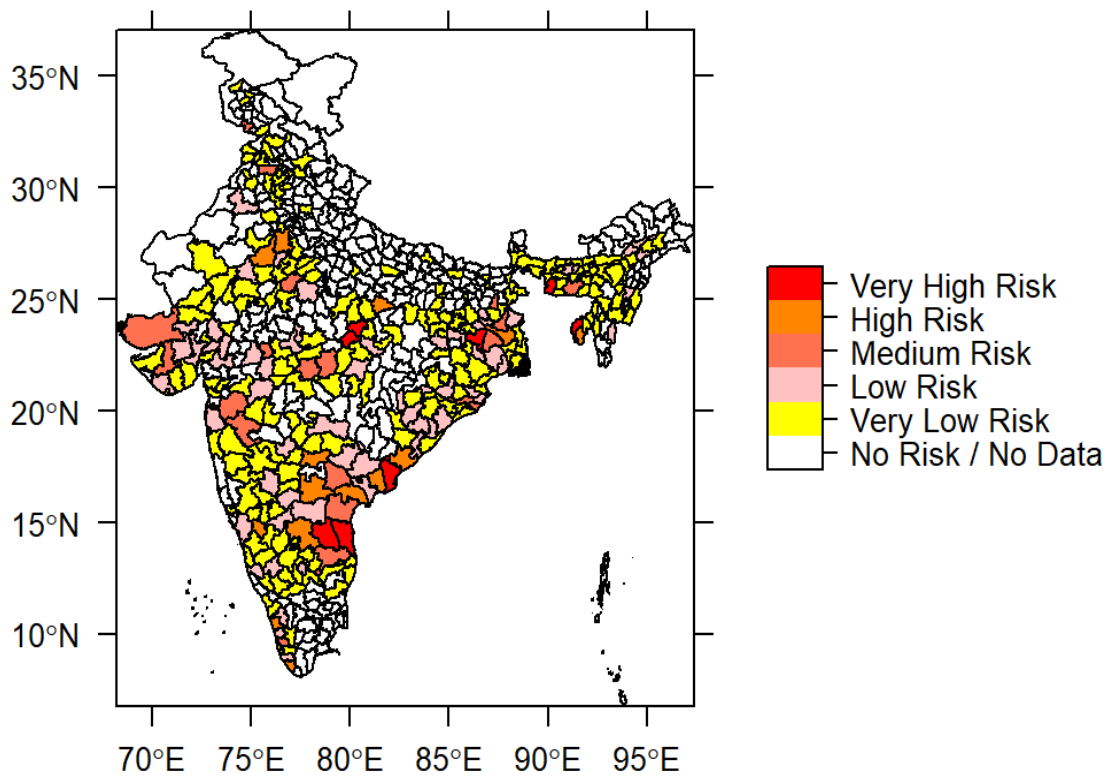 35°N
30°N
25°N
20°N
15°N
10°N
70°E 75°E 80°E 85°E 90°E 95°E
Very High Risk
High Risk
Medium Risk
Low Risk
Very Low Risk
No Risk / No Data